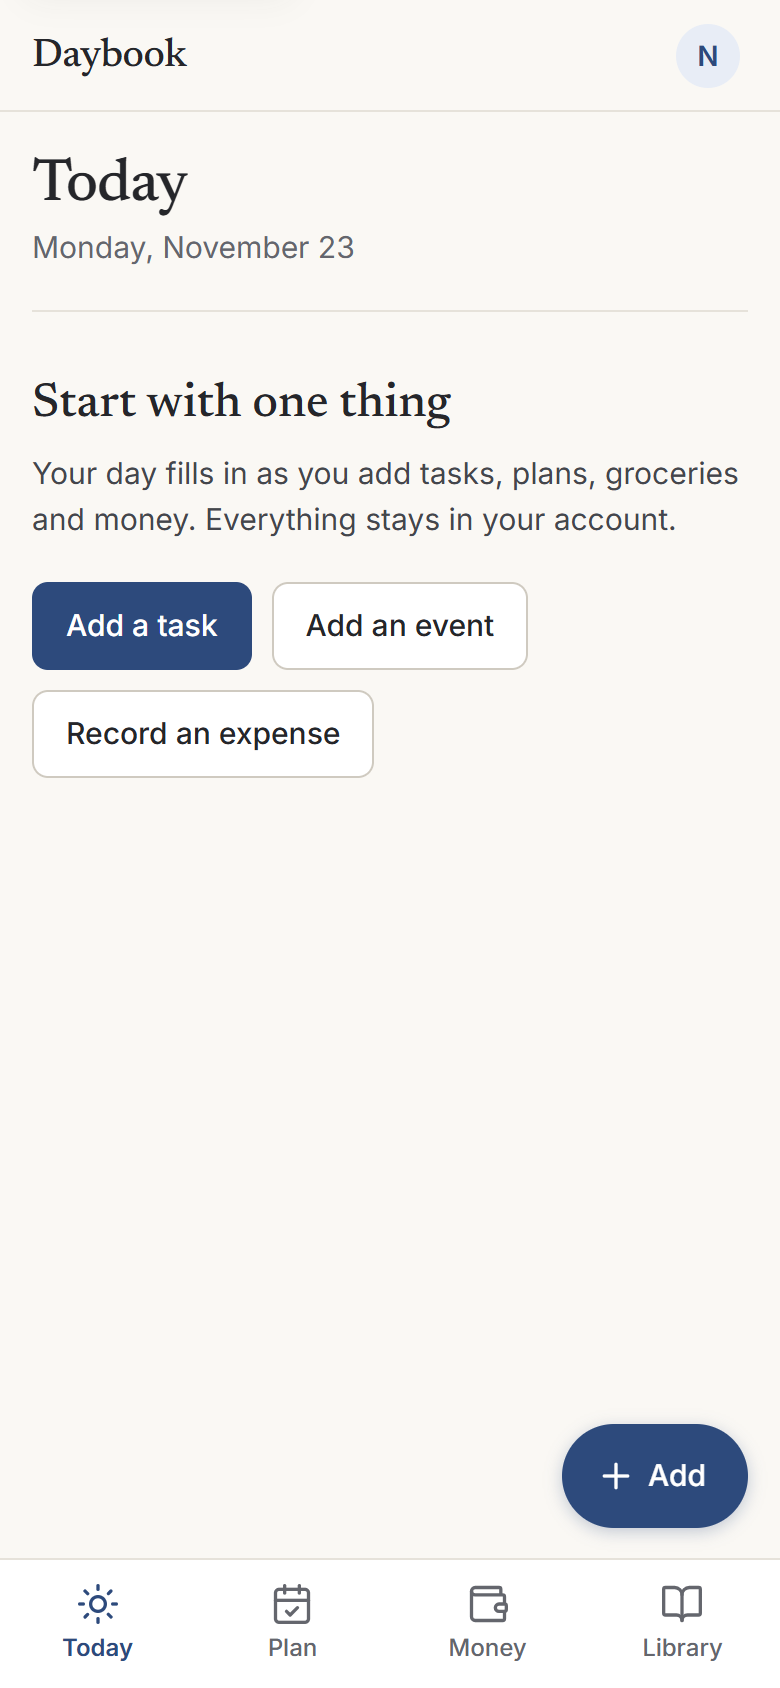 Daybook
N
Today
Monday, November 23
Start with one thing
Your day fills in as you add tasks, plans, groceries
and money. Everything stays in your account.
Add a task
Add an event
Record an expense
Add
Today
Plan
Money
Library